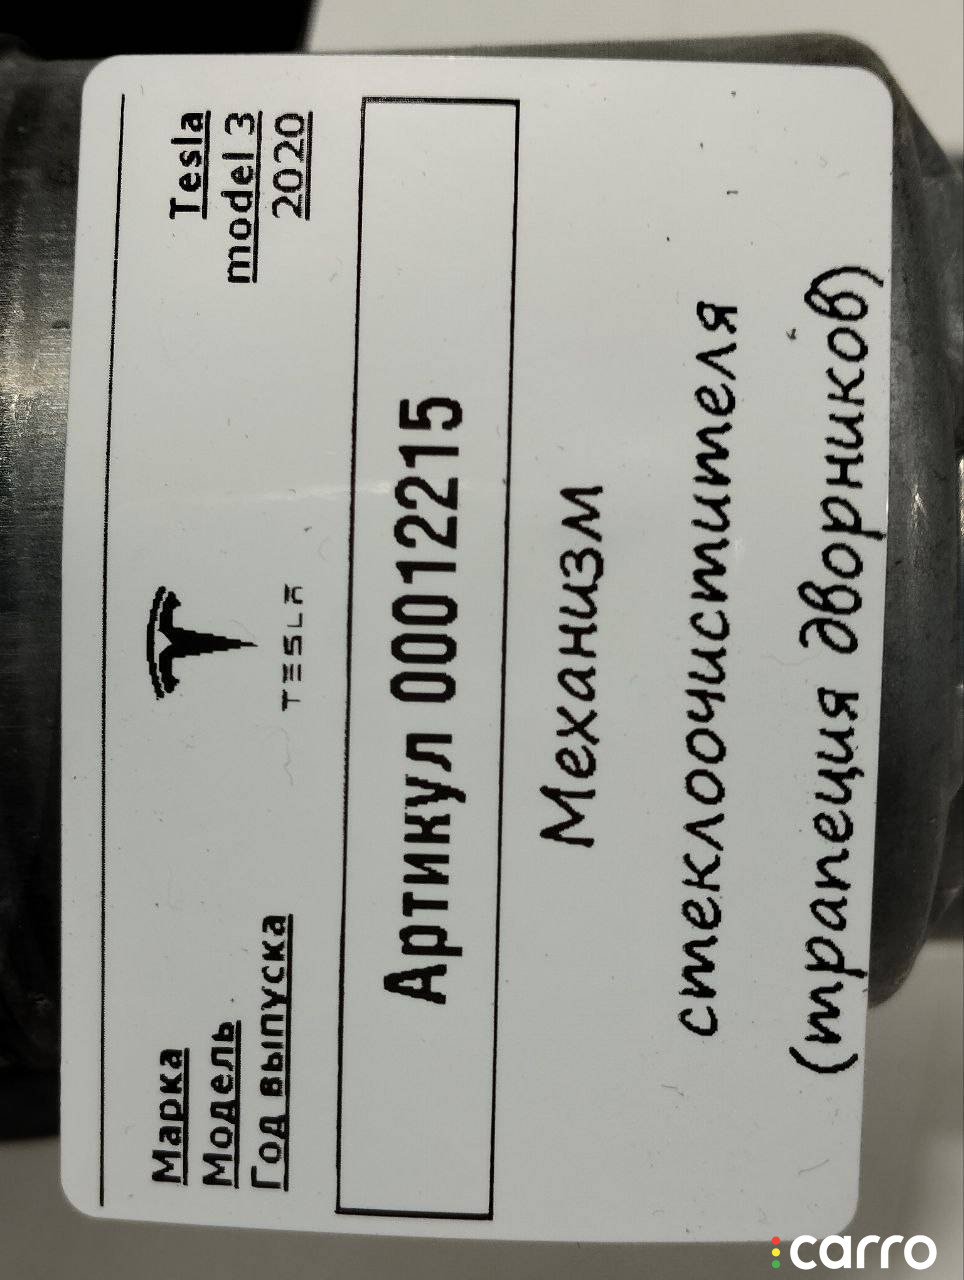 Марка Tesla
Модель model 3
Год выпуска 2020
TESLA
Артикул 00012215
Механизм
стеклоочистителя
(трапеция дворников)
carro